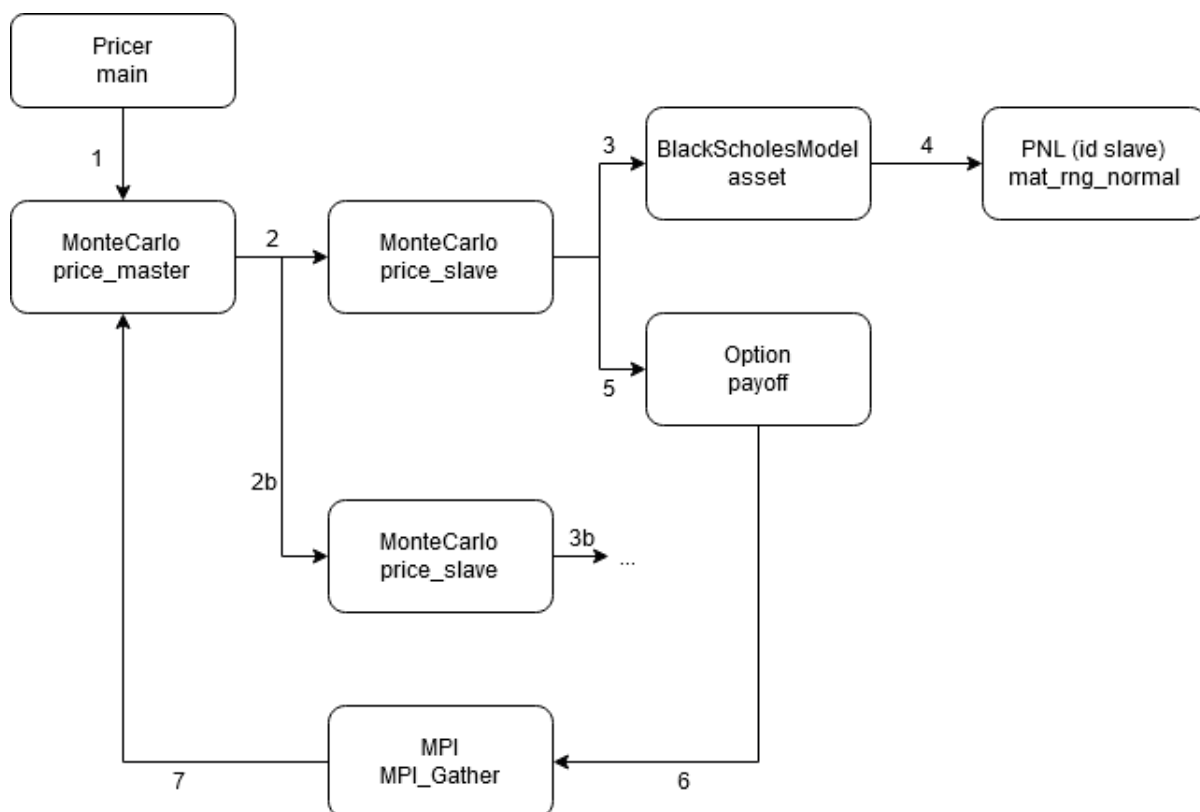 Pricer
main
1
MonteCarlo
price_master
2
MonteCarlo
price_slave
3
BlackScholesModel
asset
4
PNL (id slave)
mat_rng_normal
5
Option
payoff
2b
MonteCarlo
price_slave
3b
...
MPI
MPI_Gather
6
7